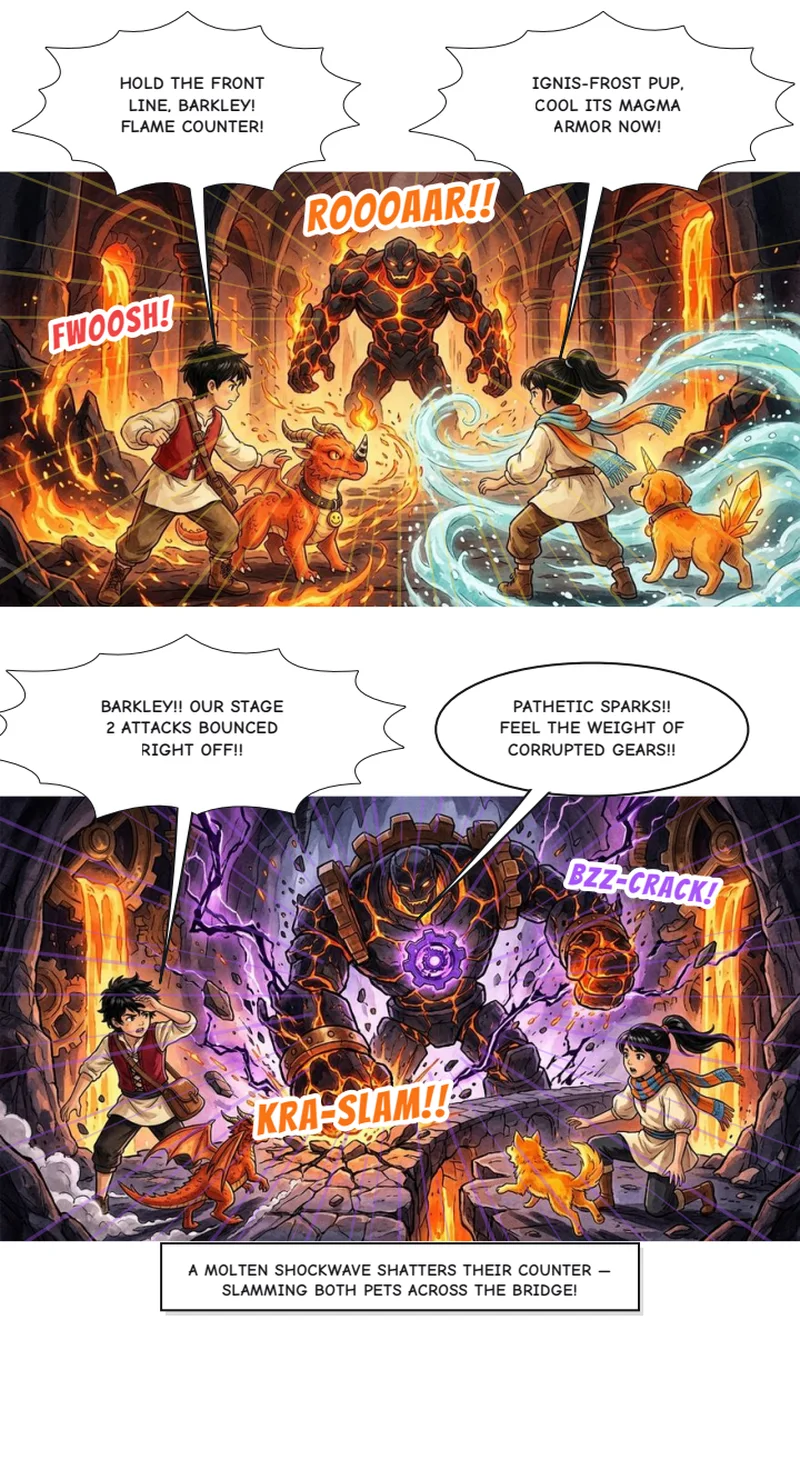 HOLD THE FRONT
LINE, BARKLEY!
FLAME COUNTER!
IGNIS-FROST PUP,
COOL ITS MAGMA
ARMOR NOW!
ROOOAAR!!
FWOOSH!
BARKLEY!! OUR STAGE
2 ATTACKS BOUNCED
RIGHT OFF!!
PATHETIC SPARKS!!
FEEL THE WEIGHT OF
CORRUPTED GEARS!!
BZZ-CRACK!
KRA-SLAM!!
A MOLTEN SHOCKWAVE SHATTERS THEIR COUNTER —
SLAMMING BOTH PETS ACROSS THE BRIDGE!